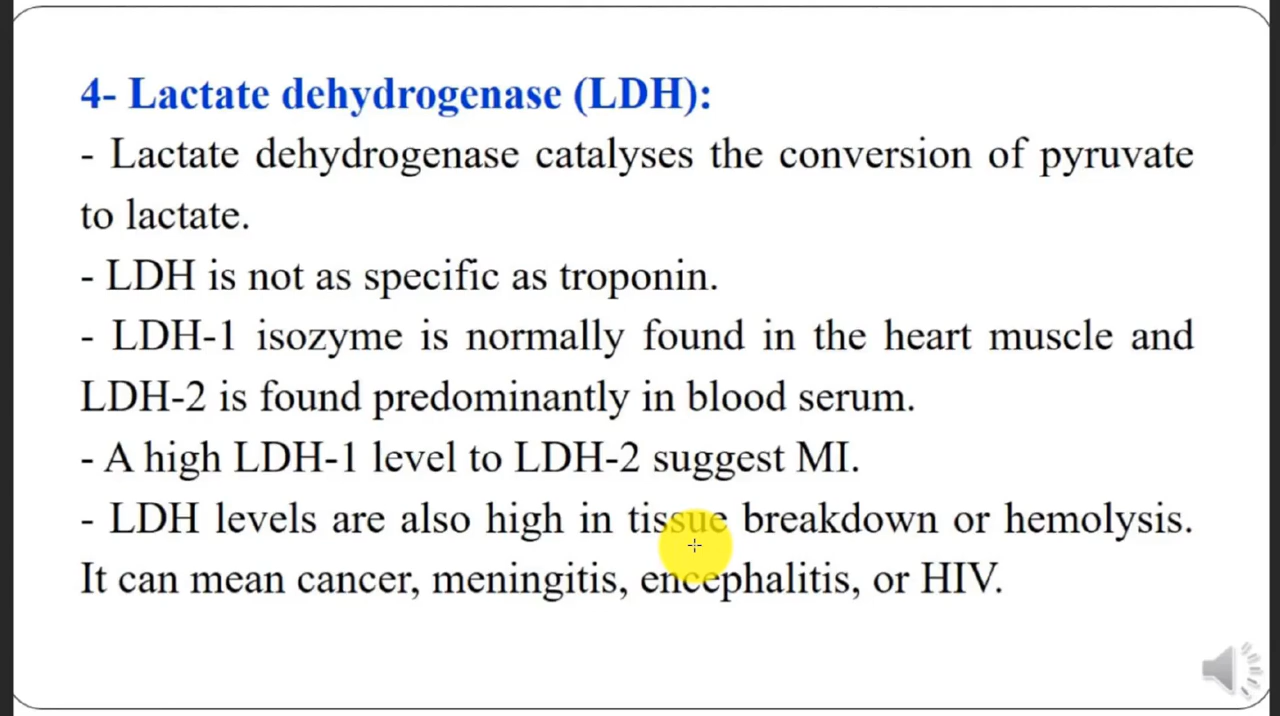 4- Lactate dehydrogenase (LDH):
- Lactate dehydrogenase catalyses the conversion of pyruvate
to lactate.
- LDH is not as specific as troponin.
- LDH-1 isozyme is normally found in the heart muscle and
LDH-2 is found predominantly in blood serum.
- A high LDH-1 level to LDH-2 suggest MI.
- LDH levels are also high in tissue breakdown or hemolysis.
It can mean cancer, meningitis, encephalitis, or HIV.